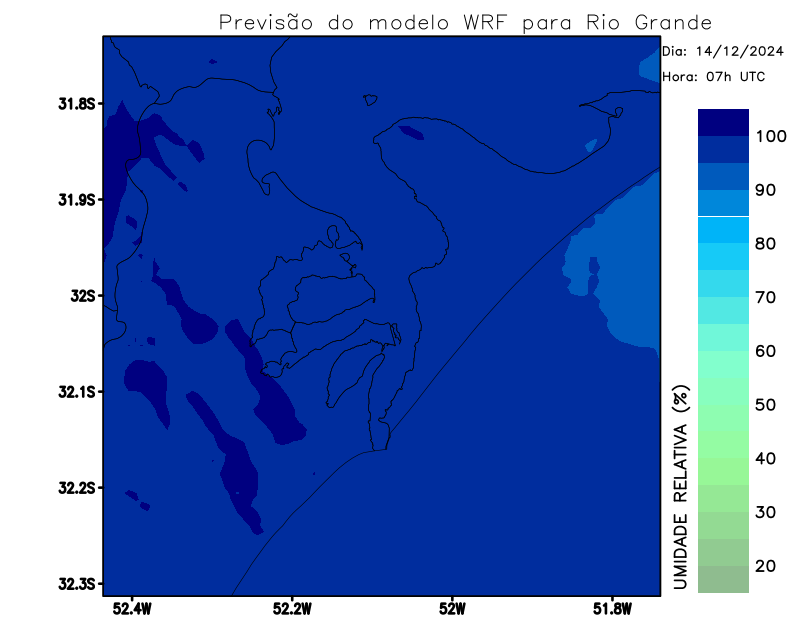 Previsão do modelo WRF para Rio Grande
Dia: 14/12/2024
Hora: 07h UTC
31.8S
31.9S
32S
32.1S
32.2S
32.3S
52.4W
52.2W
52W
51.8W
UMIDADE RELATIVA (%)
100
90
80
70
60
50
40
30
20